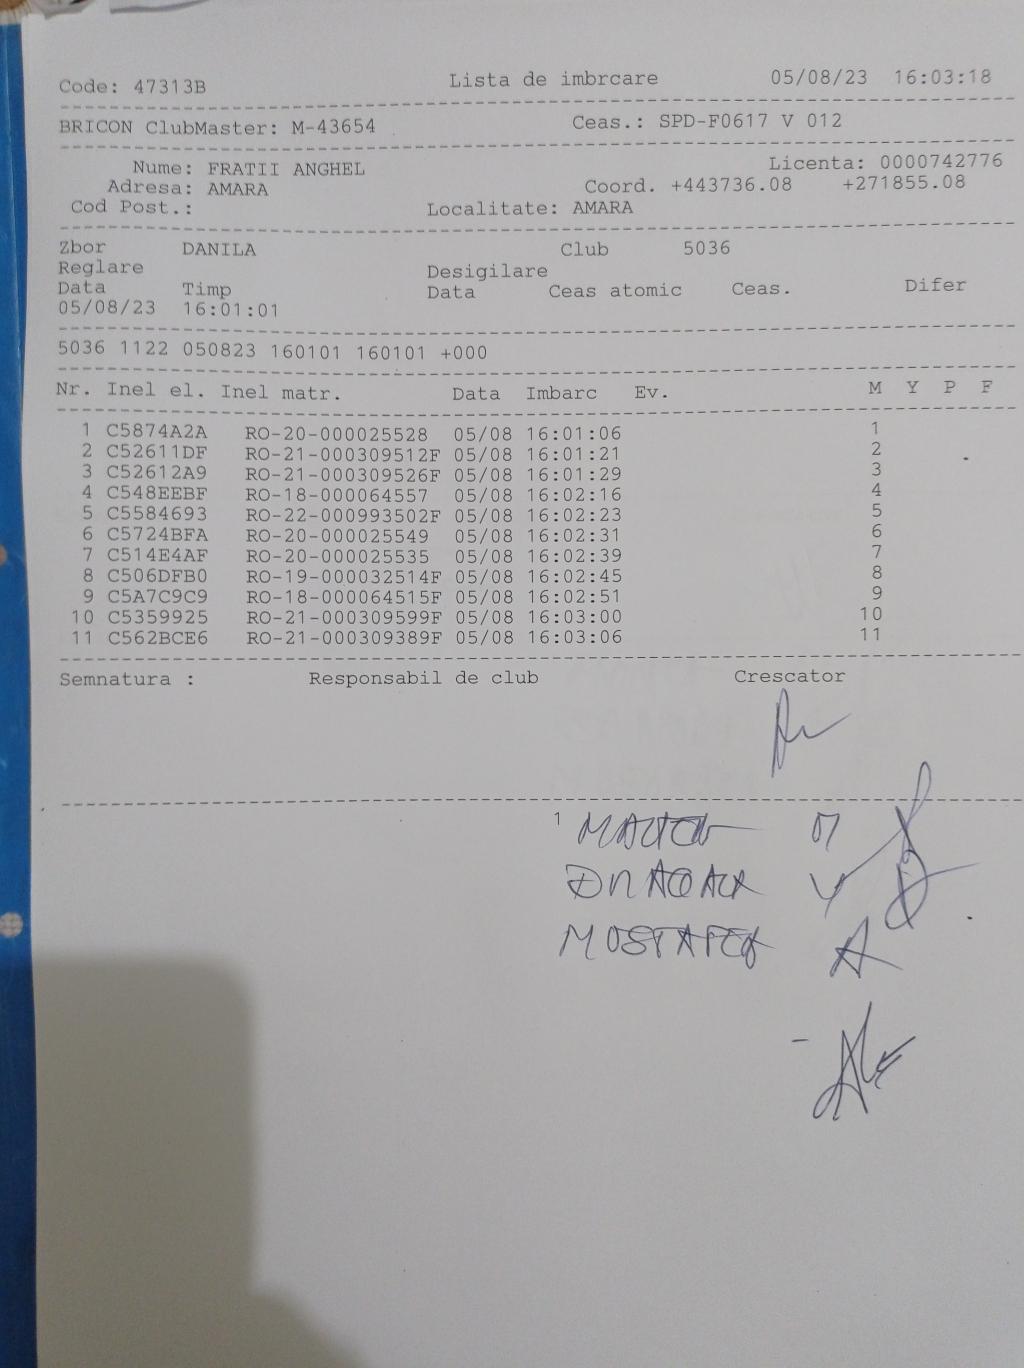 Code: 47313B Lista de imbrcare 05/08/23 16:03:18
BRICON ClubMaster: M-43654 Ceas.: SPD-F0617 V 012
Nume: FRATII ANGHEL Licenta: 0000742776
Adresa: AMARA Coord. +443736.08 +271855.08
Cod Post.: Localitate: AMARA
Zbor DANILA Club 5036
Reglare Desigilare
Data Timp Data Ceas atomic Ceas. Difer
05/08/23 16:01:01
5036 1122 050823 160101 160101 +000
Nr. Inel el. Inel matr. Data Imbarc Ev. M Y P F
1 C5874A2A RO-20-000025528 05/08 16:01:06 1
2 C52611DF RO-21-000309512F 05/08 16:01:21 2
3 C52612A9 RO-21-000309526F 05/08 16:01:29 3
4 C548EEBF RO-18-000064557 05/08 16:02:16 4
5 C5584693 RO-22-000993502F 05/08 16:02:23 5
6 C5724BFA RO-20-000025549 05/08 16:02:31 6
7 C514E4AF RO-20-000025535 05/08 16:02:39 7
8 C506DFB0 RO-19-000032514F 05/08 16:02:45 8
9 C5A7C9C9 RO-18-000064515F 05/08 16:02:51 9
10 C5359925 RO-21-000309599F 05/08 16:03:00 10
11 C562BCE6 RO-21-000309389F 05/08 16:03:06 11
Semnatura : Responsabil de club Crescator
1